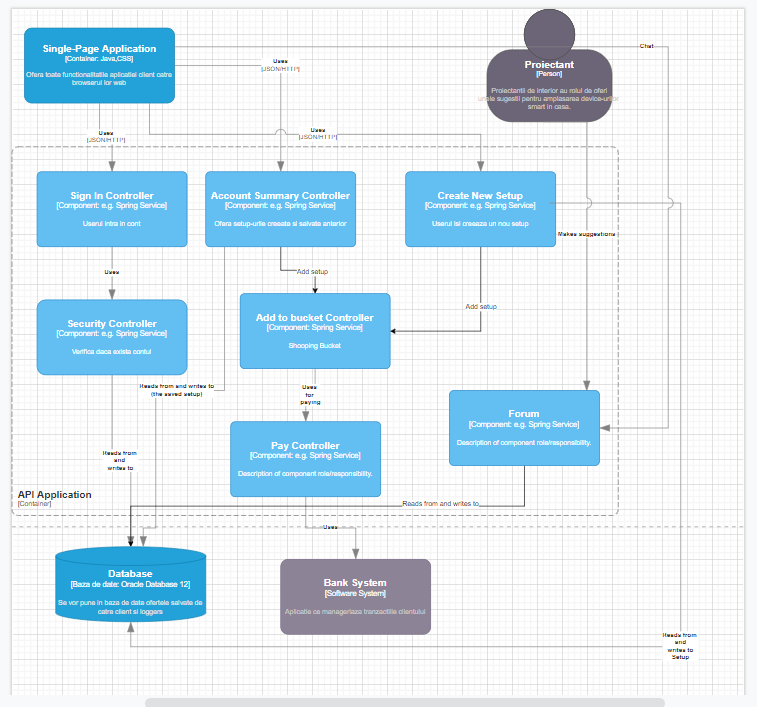 Single-Page Application
[Container: Java,CSS]
Ofera toate functionalitatile aplicatiei client catre
browserul lor web
Uses
[JSON/HTTP]
Chat
Proiectant
[Person]
Proiectantii de interior au rolul de oferi
sugestii pentru amplasarea device-urilor
smart in casa.
Uses
[JSON/HTTP]
Uses
[JSON/HTTP]
Sign In Controller
[Component: e.g. Spring Service]
Userul intra in cont
Account Summary Controller
[Component: e.g. Spring Service]
Ofera setup-urile creeate si salvate anterior
Create New Setup
[Component: e.g. Spring Service]
Userul isi creeaza un nou setup
Makes suggestions
Uses
Add setup
Add setup
Security Controller
[Component: e.g. Spring Service]
Verifica daca exista contul
Add to bucket Controller
[Component: Spring Service]
Shooping Bucket
Reads from and writes to
(the saved setup)
Uses
for
paying
Forum
[Component: e.g. Spring Service]
Description of component role/responsibility.
Pay Controller
[Component: e.g. Spring Service]
Description of component role/responsibility.
Reads from
and
writes to
API Application
[Container]
Reads from and writes to
Uses
Database
[Baza de date: Oracle Database 12]
Se vor pune in baza de date ofertele salvate de
catre client si loggers
Bank System
[Software System]
Aplicatie ce manageriaza tranzactiile clientului
Reads from
and
writes to
Setup